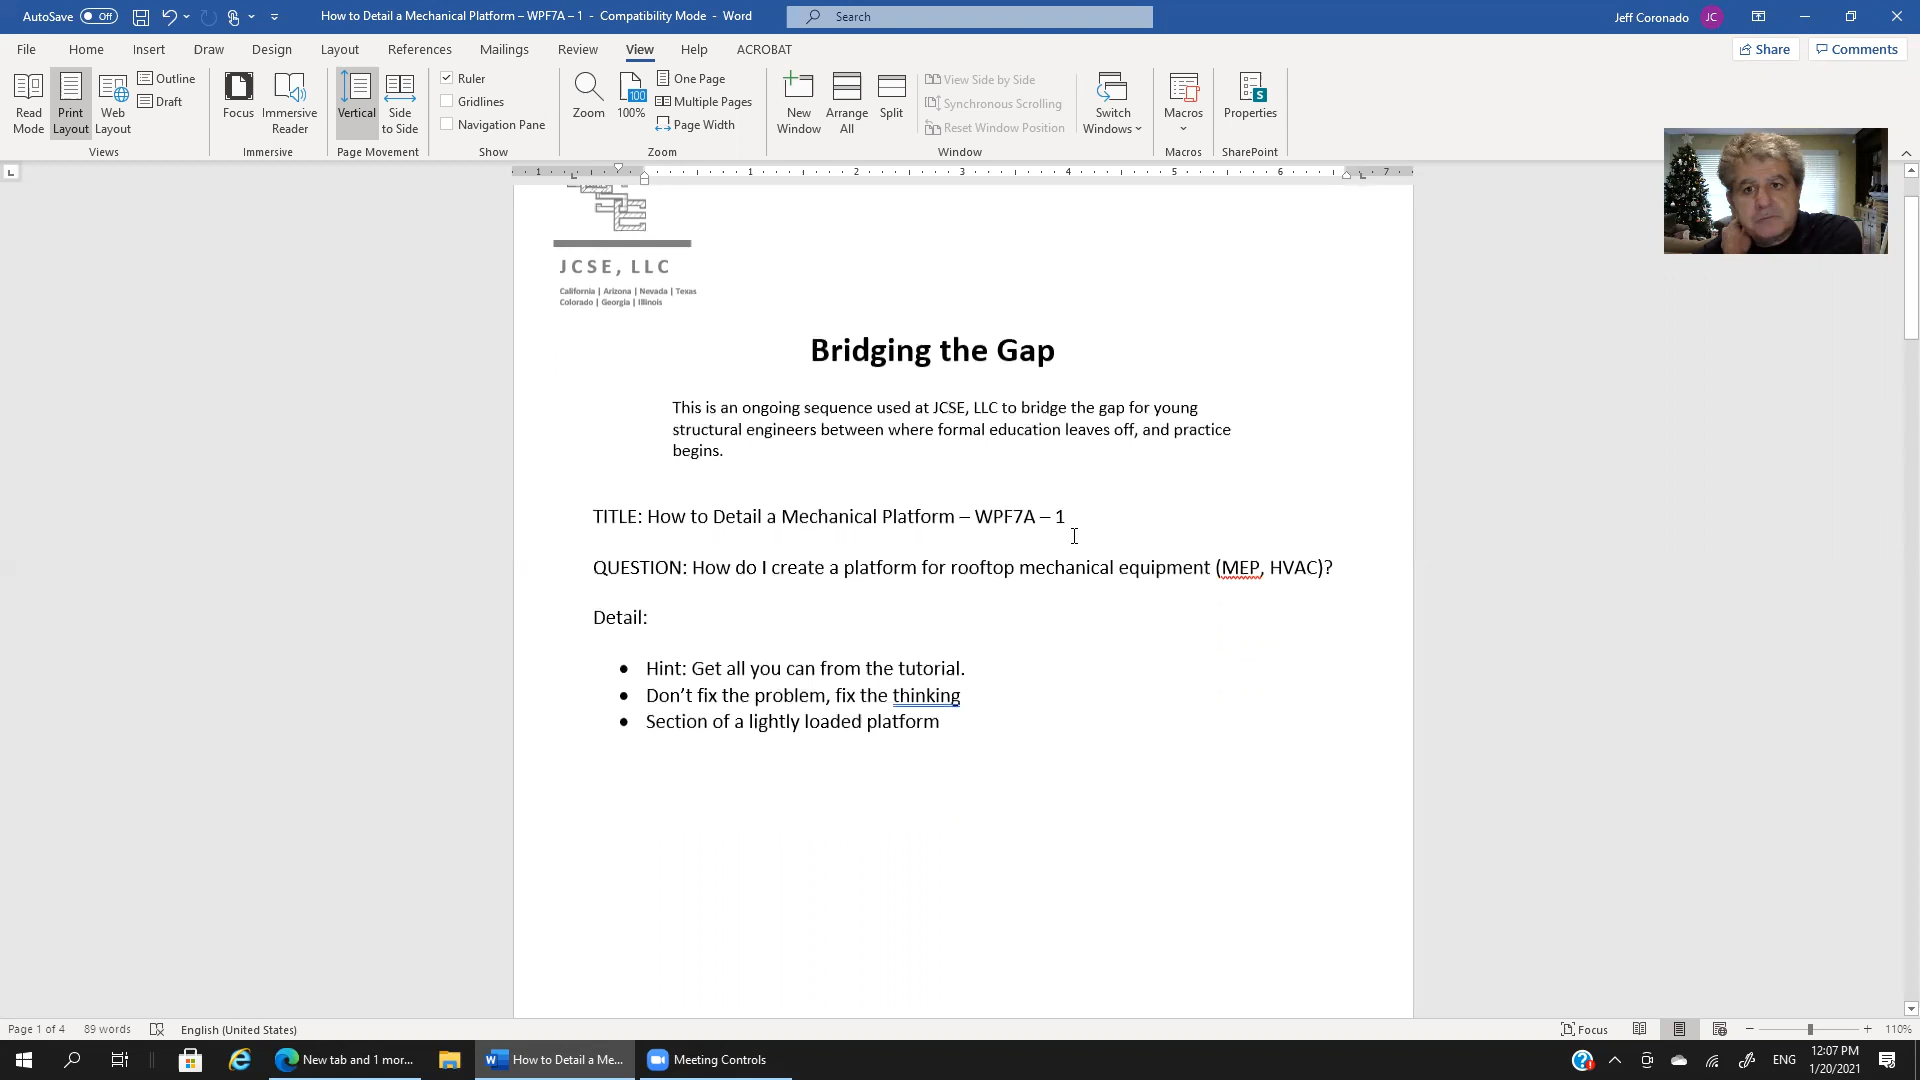 AutoSave Off How to Detail a Mechanical Platform – WPF7A – 1 - Compatibility Mode - Word Search Jeff Coronado JC
File Home Insert Draw Design Layout References Mailings Review View Help ACROBAT Share Comments
Read Mode
Print Layout
Web Layout
Outline
Draft
Views
Focus
Immersive Reader
Immersive
Vertical
Side to Side
Page Movement
Ruler
Gridlines
Navigation Pane
Show
Zoom
100
100%
One Page
Multiple Pages
Page Width
Zoom
New Window
Arrange All
Split
View Side by Side
Synchronous Scrolling
Reset Window Position
Switch Windows
Window
Macros
Macros
Properties
SharePoint
1 1 2 3 4 5 6 7
JCSE, LLC
California | Arizona | Nevada | Texas
Colorado | Georgia | Illinois
Bridging the Gap
This is an ongoing sequence used at JCSE, LLC to bridge the gap for young
structural engineers between where formal education leaves off, and practice
begins.
TITLE: How to Detail a Mechanical Platform – WPF7A – 1
QUESTION: How do I create a platform for rooftop mechanical equipment (MEP, HVAC)?
Detail:
• Hint: Get all you can from the tutorial.
• Don’t fix the problem, fix the thinking
• Section of a lightly loaded platform
Page 1 of 4 89 words English (United States) Focus 110%
New tab and 1 mor... How to Detail a Me... Meeting Controls ENG 12:07 PM
1/20/2021